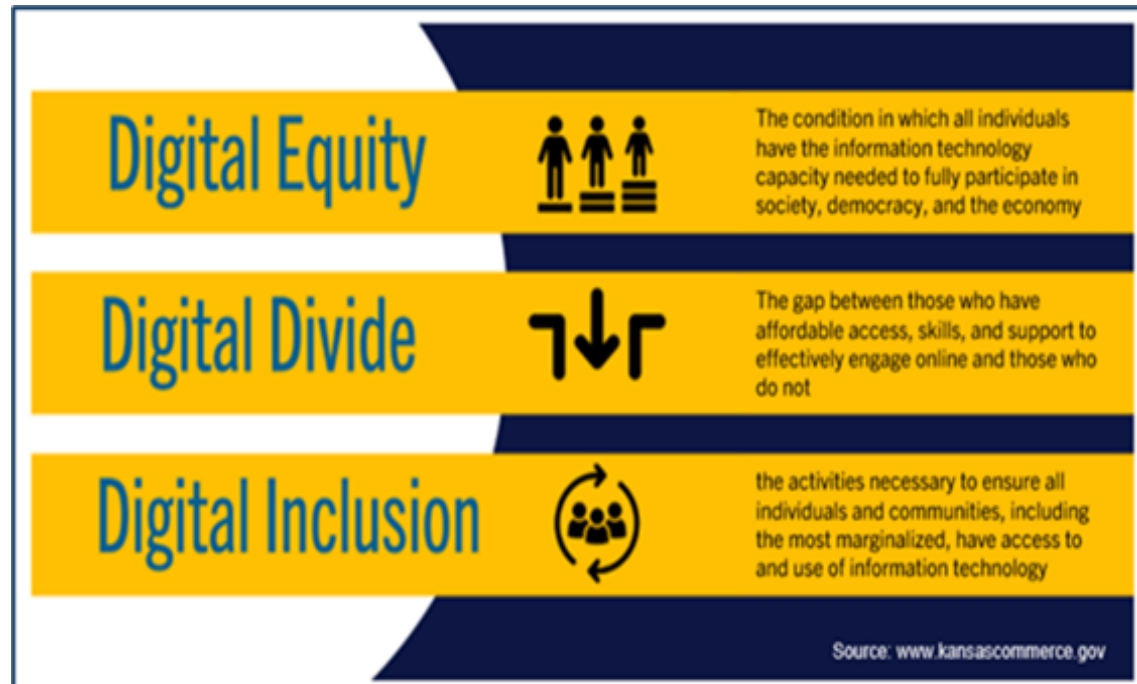 Digital Equity
The condition in which all individuals
have the information technology
capacity needed to fully participate in
society, democracy, and the economy
Digital Divide
The gap between those who have
affordable access, skills, and support to
effectively engage online and those who
do not
Digital Inclusion
the activities necessary to ensure all
individuals and communities, including
the most marginalized, have access to
and use of information technology
Source: www.kansascommerce.gov